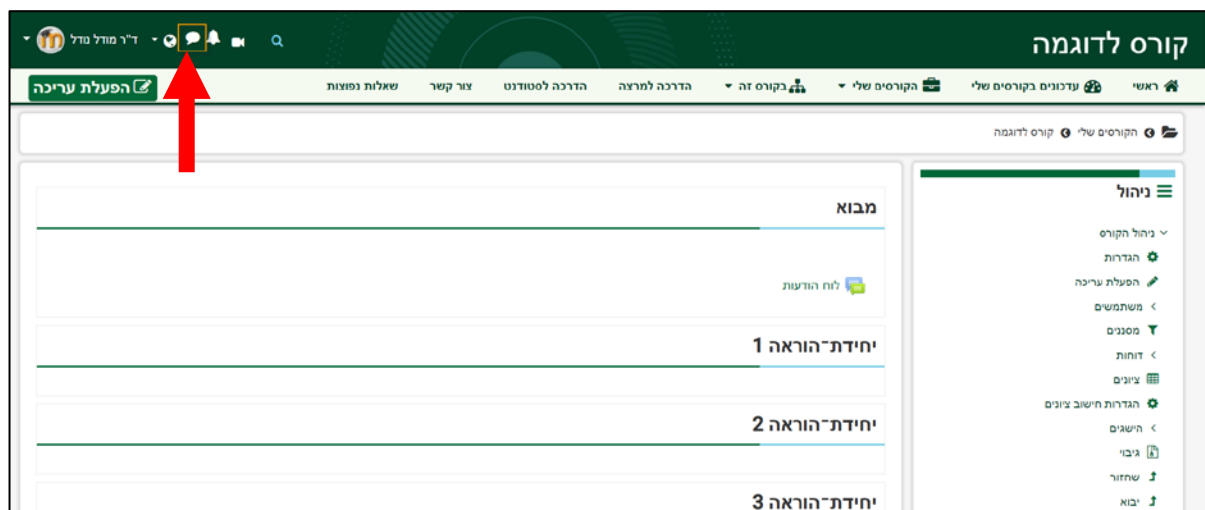 קורס לדוגמה
ד"ר מודל נודל
ראשי עדכונים בקורסים שלי הקורסים שלי בקורס זה הדרכה למרצה הדרכה לסטודנט צור קשר שאלות נפוצות הפעלת עריכה
הקורסים שלי קורס לדוגמה
ניהול
ניהול הקורס
הגדרות
הפעלת עריכה
משתמשים
מסננים
דוחות
ציונים
הגדרות חישוב ציונים
הישגים
גיבוי
שחזור
יבוא
מבוא
לוח הודעות
יחידת־הוראה 1
יחידת־הוראה 2
יחידת־הוראה 3